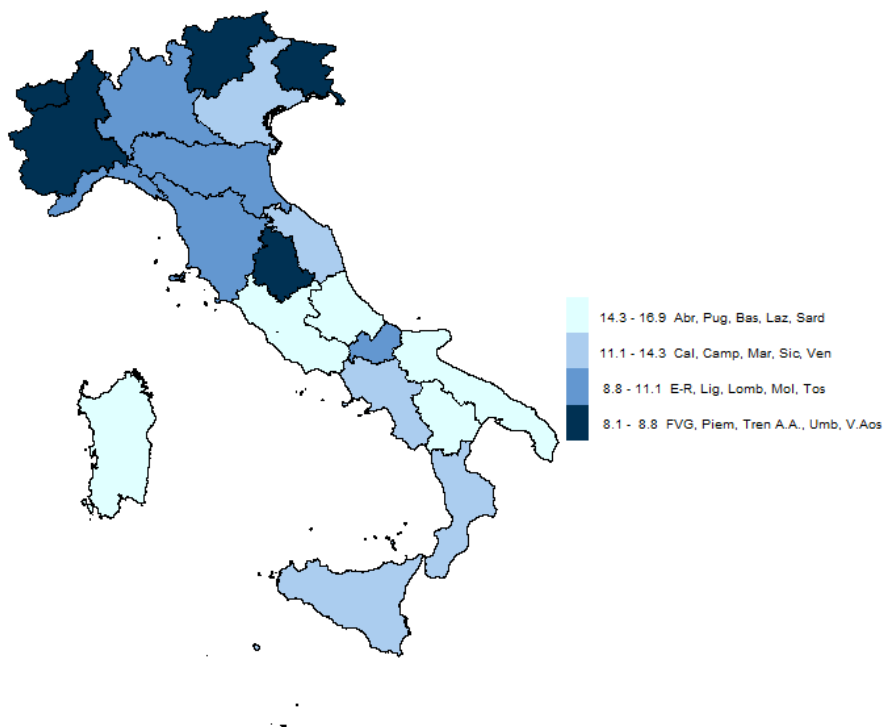 14.3 - 16.9 Abr, Pug, Bas, Laz, Sard
11.1 - 14.3 Cal, Camp, Mar, Sic, Ven
8.8 - 11.1 E-R, Lig, Lomb, Mol, Tos
8.1 - 8.8 FVG, Piem, Tren A.A., Umb, V.Aos